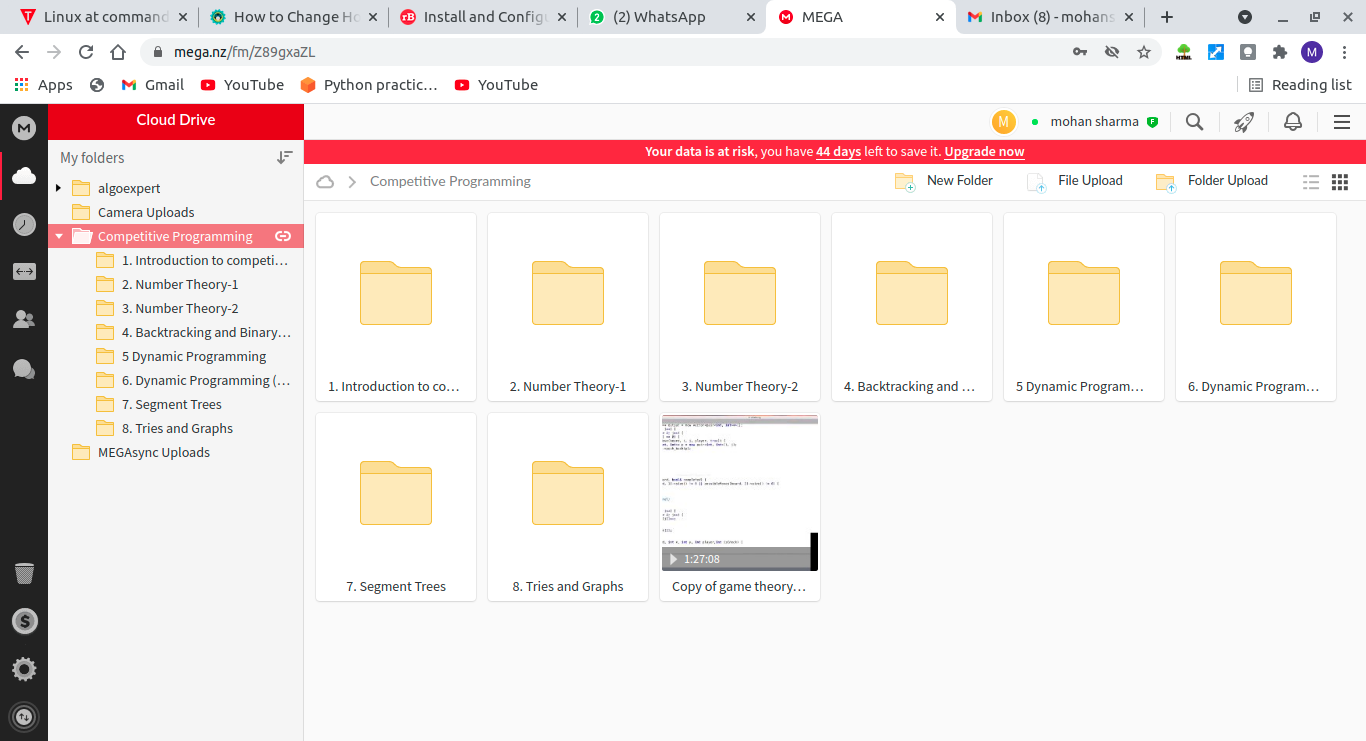 Linux at command
How to Change Ho
Install and Configu
(2) WhatsApp
MEGA
Inbox (8) - mohans
mega.nz/fm/Z89gxaZL
Apps
Gmail
YouTube
Python practic…
YouTube
Reading list
Cloud Drive
M
mohan sharma
My folders
Your data is at risk, you have 44 days left to save it. Upgrade now
Competitive Programming
New Folder
File Upload
Folder Upload
algoexpert
Camera Uploads
Competitive Programming
1. Introduction to competi…
2. Number Theory-1
3. Number Theory-2
4. Backtracking and Binary…
5 Dynamic Programming
6. Dynamic Programming (…
7. Segment Trees
8. Tries and Graphs
MEGAsync Uploads
1. Introduction to co…
2. Number Theory-1
3. Number Theory-2
4. Backtracking and …
5 Dynamic Program…
6. Dynamic Program…
1:27:08
7. Segment Trees
8. Tries and Graphs
Copy of game theory…